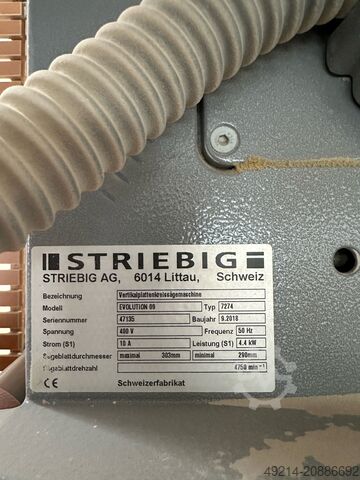 STRIEBIG
STRIEBIG AG, 6014 Littau, Schweiz
Bezeichnung Vertikalplattenkreissägemaschine
Modell EVOLUTION 09 Typ 7274
Seriennummer 47135 Baujahr 9.2018
Spannung 400 V Frequenz 50 Hz
Strom (S1) 10 A Leistung (S1) 4.4 kW
Sägeblattdurchmesser maximal 303mm minimal 290mm
Sägeblattdrehzahl 4750 min⁻¹
CE Schweizerfabrikat
49214-20886692